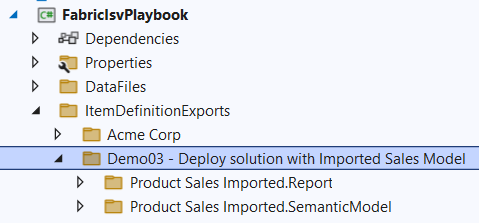 C# FabricIsvPlaybook
Dependencies
Properties
DataFiles
ItemDefinitionExports
Acme Corp
Demo03 - Deploy solution with Imported Sales Model
Product Sales Imported.Report
Product Sales Imported.SemanticModel